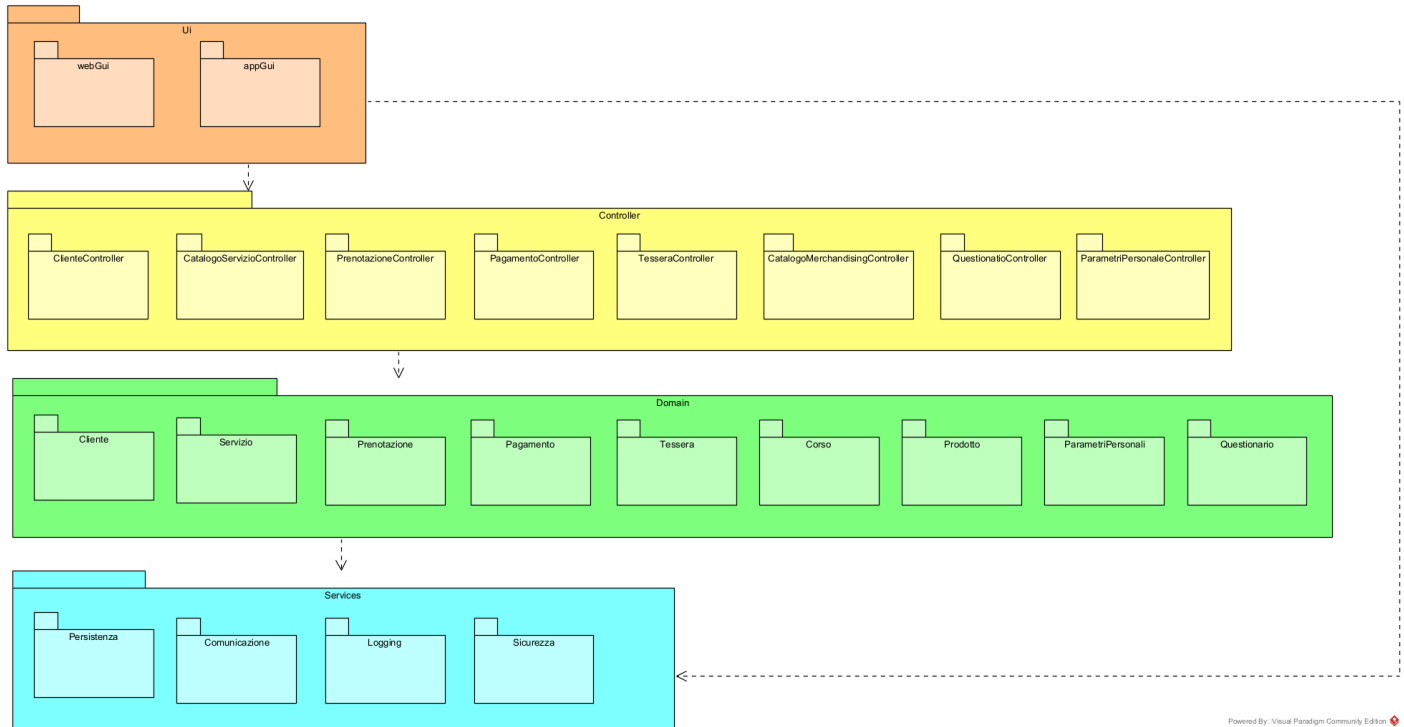 Ui
webGui
appGui
Controller
ClienteController
CatalogoServizioController
PrenotazioneController
PagamentoController
TesseraController
CatalogoMerchandisingController
QuestionatioController
ParametriPersonaleController
Domain
Cliente
Servizio
Prenotazione
Pagamento
Tessera
Corso
Prodotto
ParametriPersonali
Questionario
Services
Persistenza
Comunicazione
Logging
Sicurezza
Powered By: Visual Paradigm Community Edition